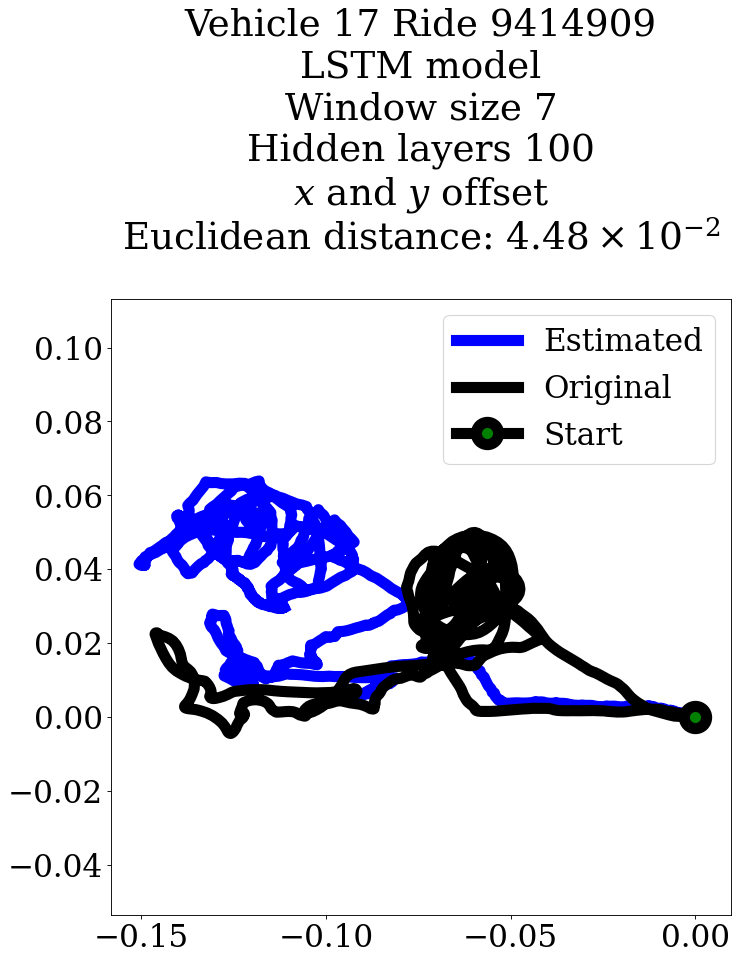 Vehicle 17 Ride 9414909
LSTM model
Window size 7
Hidden layers 100
x and y offset
Euclidean distance: 4.48 × 10⁻²
Estimated
Original
Start
0.10
0.08
0.06
0.04
0.02
0.00
−0.02
−0.04
−0.15 −0.10 −0.05 0.00